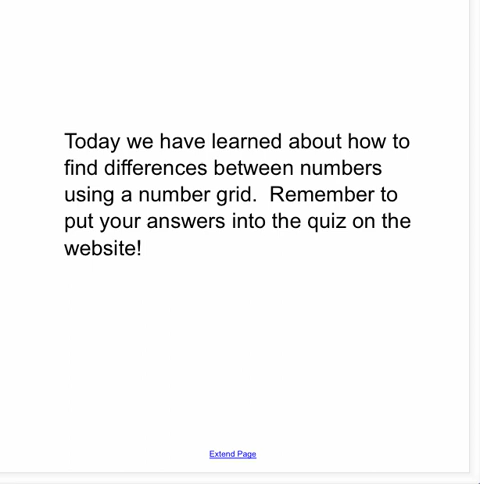 Today we have learned about how to
find differences between numbers
using a number grid.  Remember to
put your answers into the quiz on the
website!
Extend Page